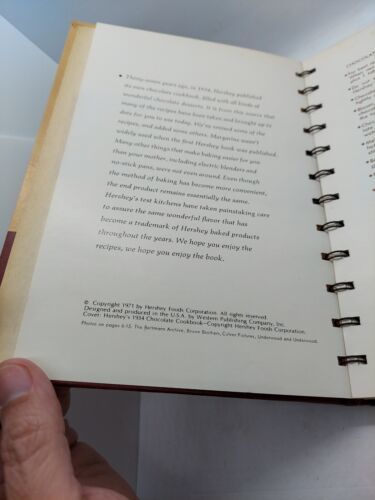 • Thirty-seven years ago, in 1934, Hershey published
its own chocolate cookbook, filled with all kinds of
wonderful chocolate desserts. It is from this source that
many of the recipes have been taken and brought up to
date for you to use today. We've revised some of the
recipes, and added some others. Margarine wasn't
widely used when the first Hershey book was published.
Many other things that make baking easier for you
than your mother, including electric blenders and
no-stick pans, were not even around. Even though
the method of baking has become more convenient,
the end product remains essentially the same.
Hershey's test kitchens have taken painstaking care
to assure the same wonderful flavor that has
become a trademark of Hershey baked products
throughout the years. We hope you enjoy the
recipes, we hope you enjoy the book.
© Copyright 1971 by Hershey Foods Corporation. All rights reserved.
Designed and produced in the U.S.A. by Western Publishing Company, Inc.
Cover: Hershey's 1934 Chocolate Cookbook—Copyright Hershey Foods Corporation.
Photos on pages 6-15: The Bettmann Archive, Brown Brothers, Culver Pictures, Underwood and Underwood.
CHOCOLA